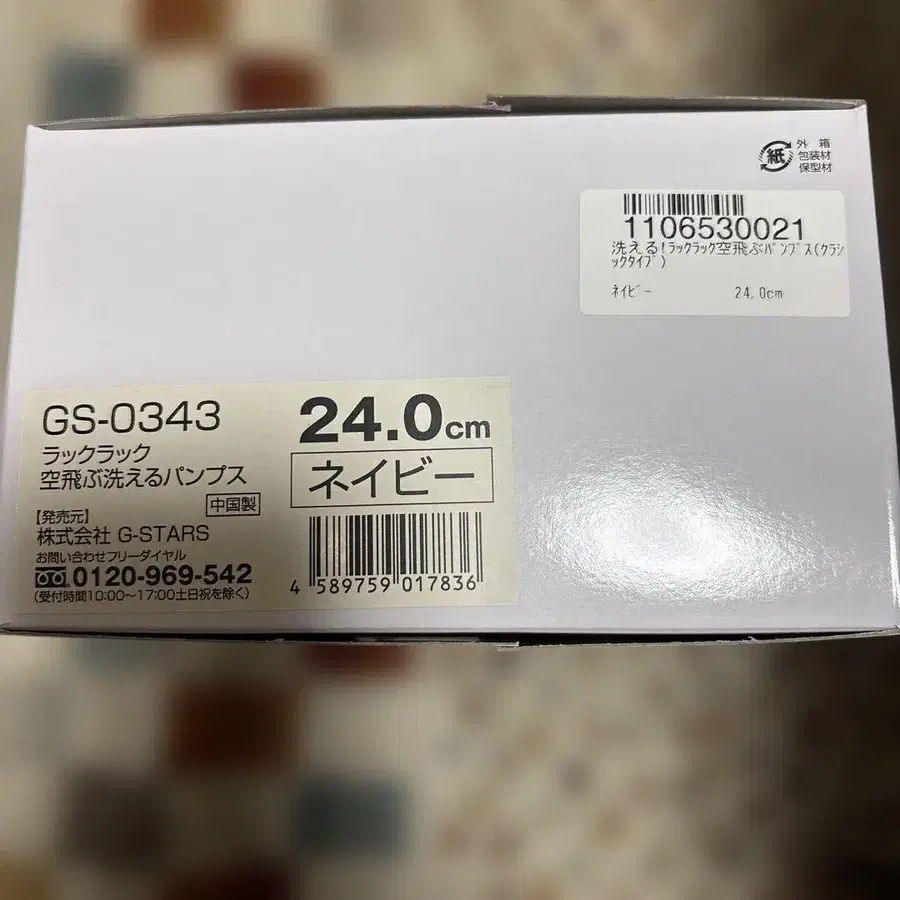 紙
外箱
包装材
保型材
1106530021
洗える!ﾗｯｸﾗｯｸ空飛ぶﾊﾟﾝﾌﾟｽ(ｸﾗｼ
ｯｸﾀｲﾌﾟ)
ﾈｲﾋﾞｰ 24.0cm
GS-0343
ラックラック
空飛ぶ洗えるパンプス
中国製
【発売元】
株式会社 G-STARS
お問い合わせフリーダイヤル
0120-969-542
(受付時間10:00〜17:00土日祝を除く)
24.0cm
ネイビー
4 589759 017836